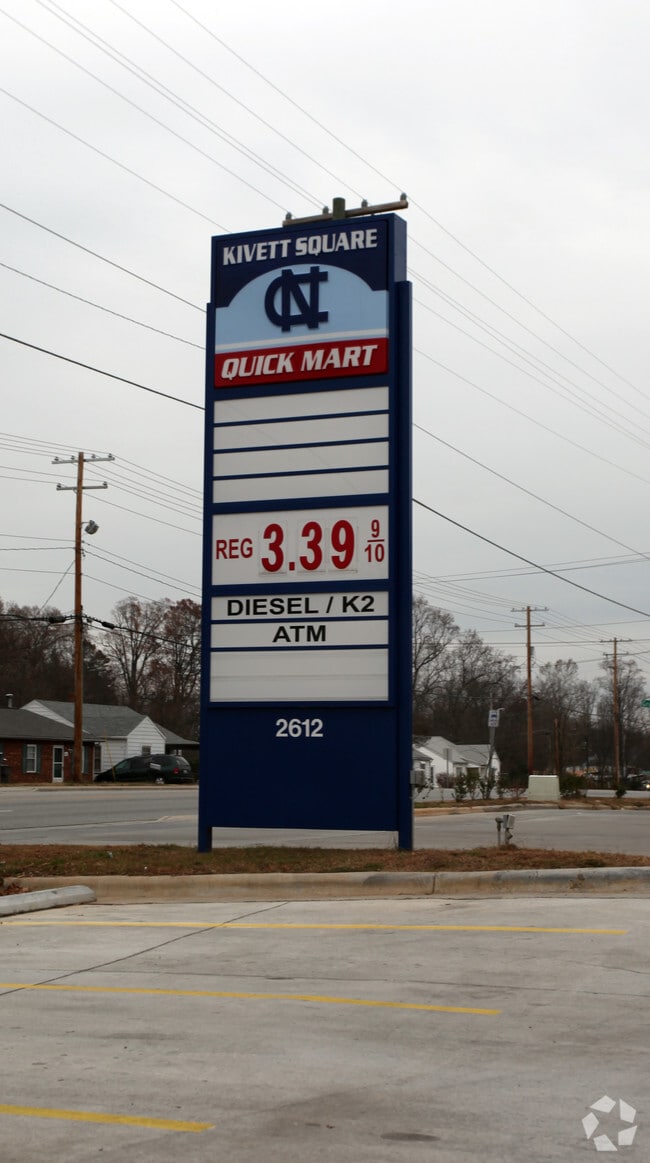 KIVETT SQUARE
NC
QUICK MART
REG 3.39 9/10
DIESEL / K2
ATM
2612